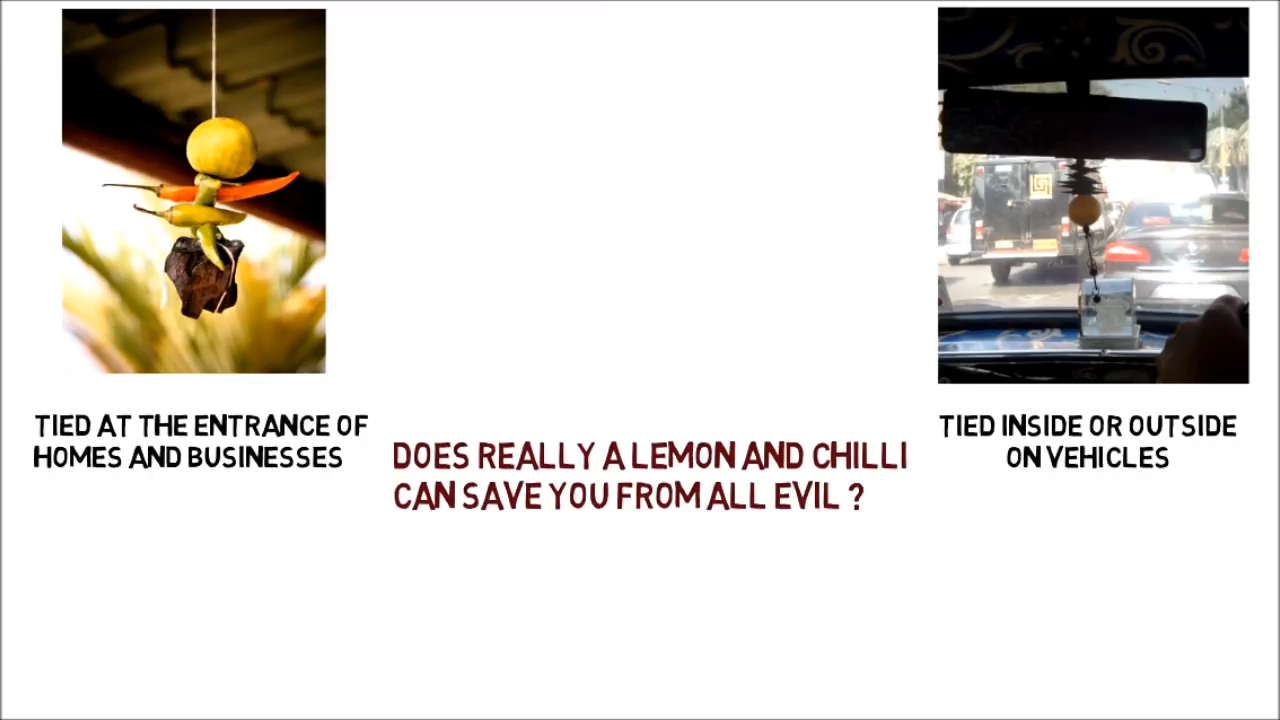 TIED AT THE ENTRANCE OF
HOMES AND BUSINESSES
DOES REALLY A LEMON AND CHILLI
CAN SAVE YOU FROM ALL EVIL ?
TIED INSIDE OR OUTSIDE
ON VEHICLES